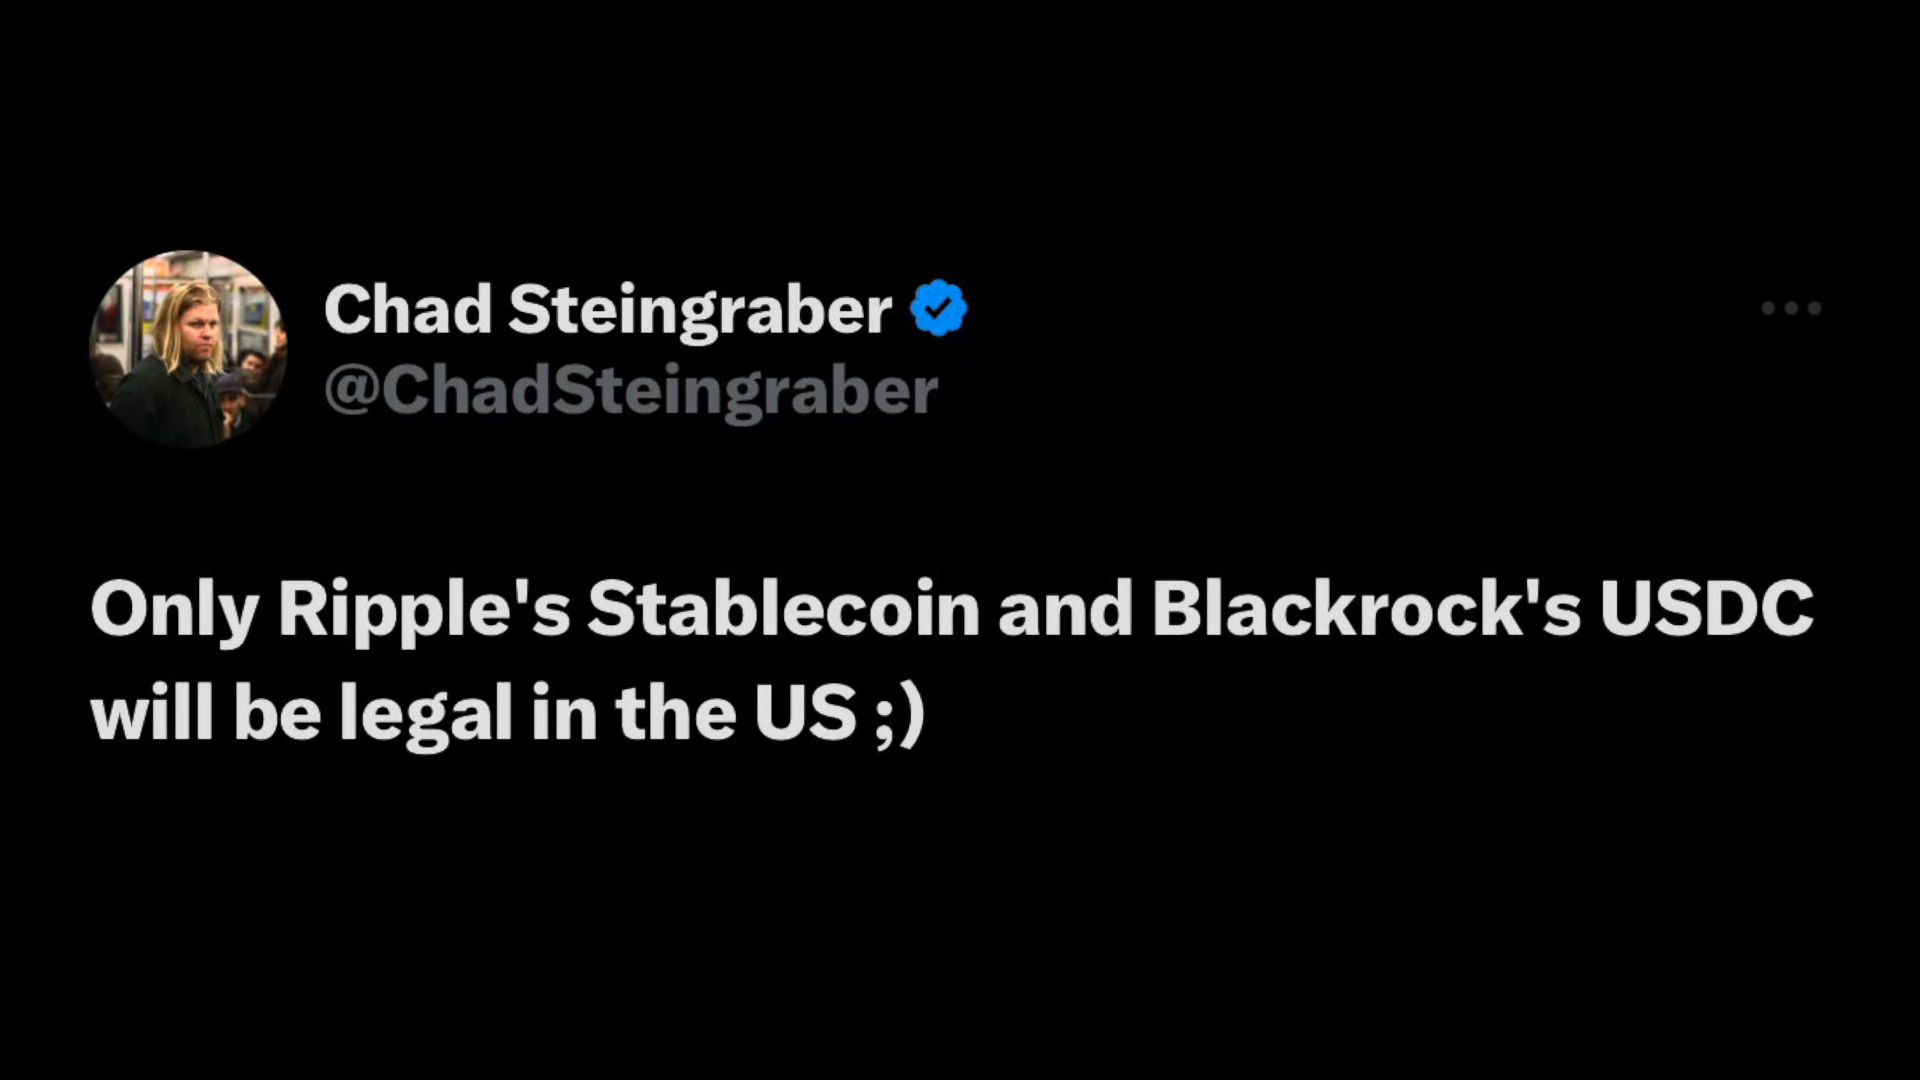 Chad Steingraber
@ChadSteingraber
Only Ripple's Stablecoin and Blackrock's USDC
will be legal in the US ;)